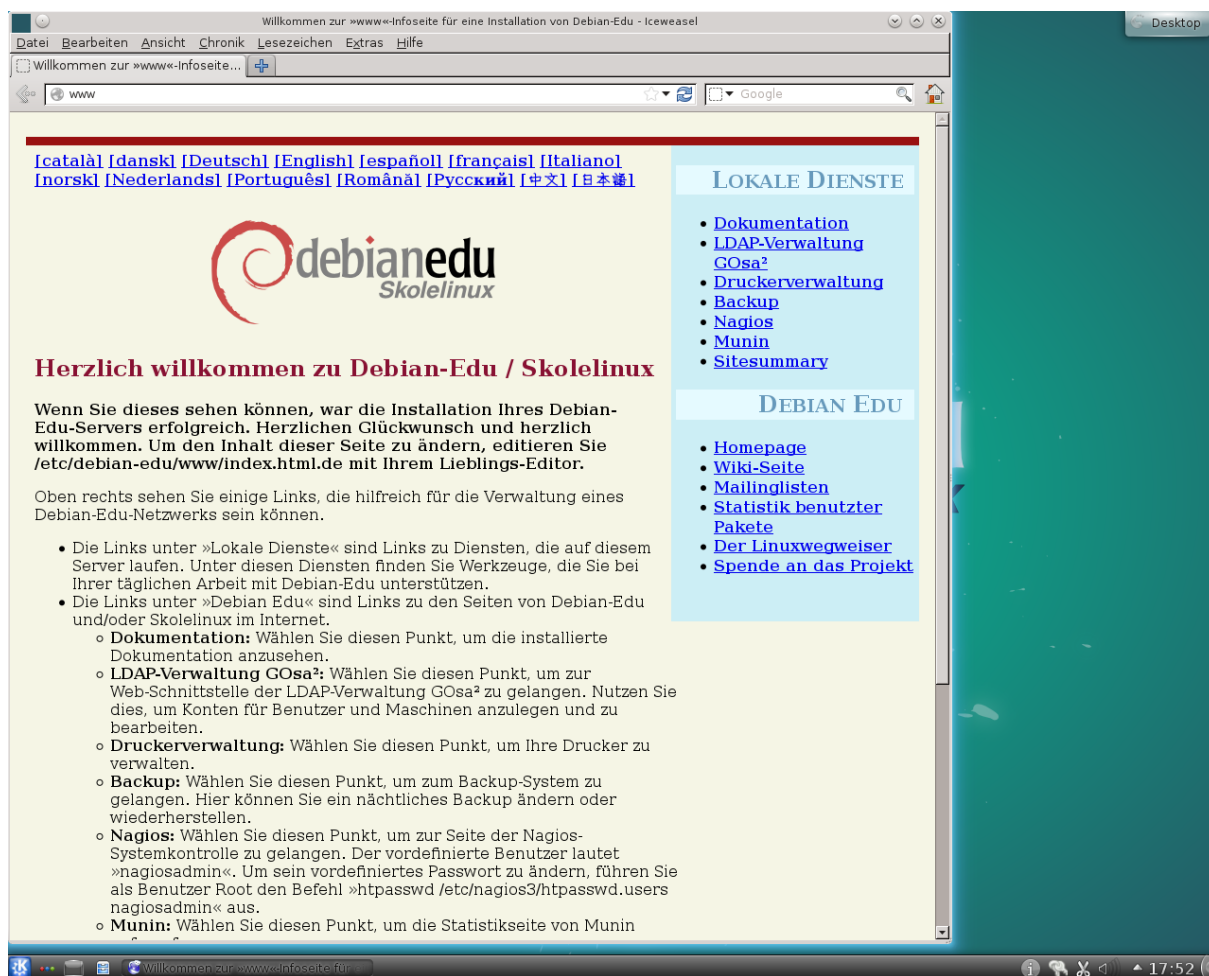 Willkommen zur »www«-Infoseite für eine Installation von Debian-Edu - Iceweasel
Desktop
Datei Bearbeiten Ansicht Chronik Lesezeichen Extras Hilfe
Willkommen zur »www«-Infoseite...
www
Google
[català] [dansk] [Deutsch] [English] [español] [français] [Italiano]
[norsk] [Nederlands] [Português] [Română] [Русский] [中文] [日本語]
debianedu
Skolelinux
Herzlich willkommen zu Debian-Edu / Skolelinux
Wenn Sie dieses sehen können, war die Installation Ihres Debian-
Edu-Servers erfolgreich. Herzlichen Glückwunsch und herzlich
willkommen. Um den Inhalt dieser Seite zu ändern, editieren Sie
/etc/debian-edu/www/index.html.de mit Ihrem Lieblings-Editor.
Oben rechts sehen Sie einige Links, die hilfreich für die Verwaltung eines
Debian-Edu-Netzwerks sein können.
Die Links unter »Lokale Dienste« sind Links zu Diensten, die auf diesem
Server laufen. Unter diesen Diensten finden Sie Werkzeuge, die Sie bei
Ihrer täglichen Arbeit mit Debian-Edu unterstützen.
Die Links unter »Debian Edu« sind Links zu den Seiten von Debian-Edu
und/oder Skolelinux im Internet.
Dokumentation: Wählen Sie diesen Punkt, um die installierte
Dokumentation anzusehen.
LDAP-Verwaltung GOsa²: Wählen Sie diesen Punkt, um zur
Web-Schnittstelle der LDAP-Verwaltung GOsa² zu gelangen. Nutzen Sie
dies, um Konten für Benutzer und Maschinen anzulegen und zu
bearbeiten.
Druckerverwaltung: Wählen Sie diesen Punkt, um Ihre Drucker zu
verwalten.
Backup: Wählen Sie diesen Punkt, um zum Backup-System zu
gelangen. Hier können Sie ein nächtliches Backup ändern oder
wiederherstellen.
Nagios: Wählen Sie diesen Punkt, um zur Seite der Nagios-
Systemkontrolle zu gelangen. Der vordefinierte Benutzer lautet
»nagiosadmin«. Um sein vordefiniertes Passwort zu ändern, führen Sie
als Benutzer Root den Befehl »htpasswd /etc/nagios3/htpasswd.users
nagiosadmin« aus.
Munin: Wählen Sie diesen Punkt, um die Statistikseite von Munin
LOKALE DIENSTE
Dokumentation
LDAP-Verwaltung
GOsa²
Druckerverwaltung
Backup
Nagios
Munin
Sitesummary
DEBIAN EDU
Homepage
Wiki-Seite
Mailinglisten
Statistik benutzter
Pakete
Der Linuxwegweiser
Spende an das Projekt
Willkommen zur »www«-Infoseite für
17:52